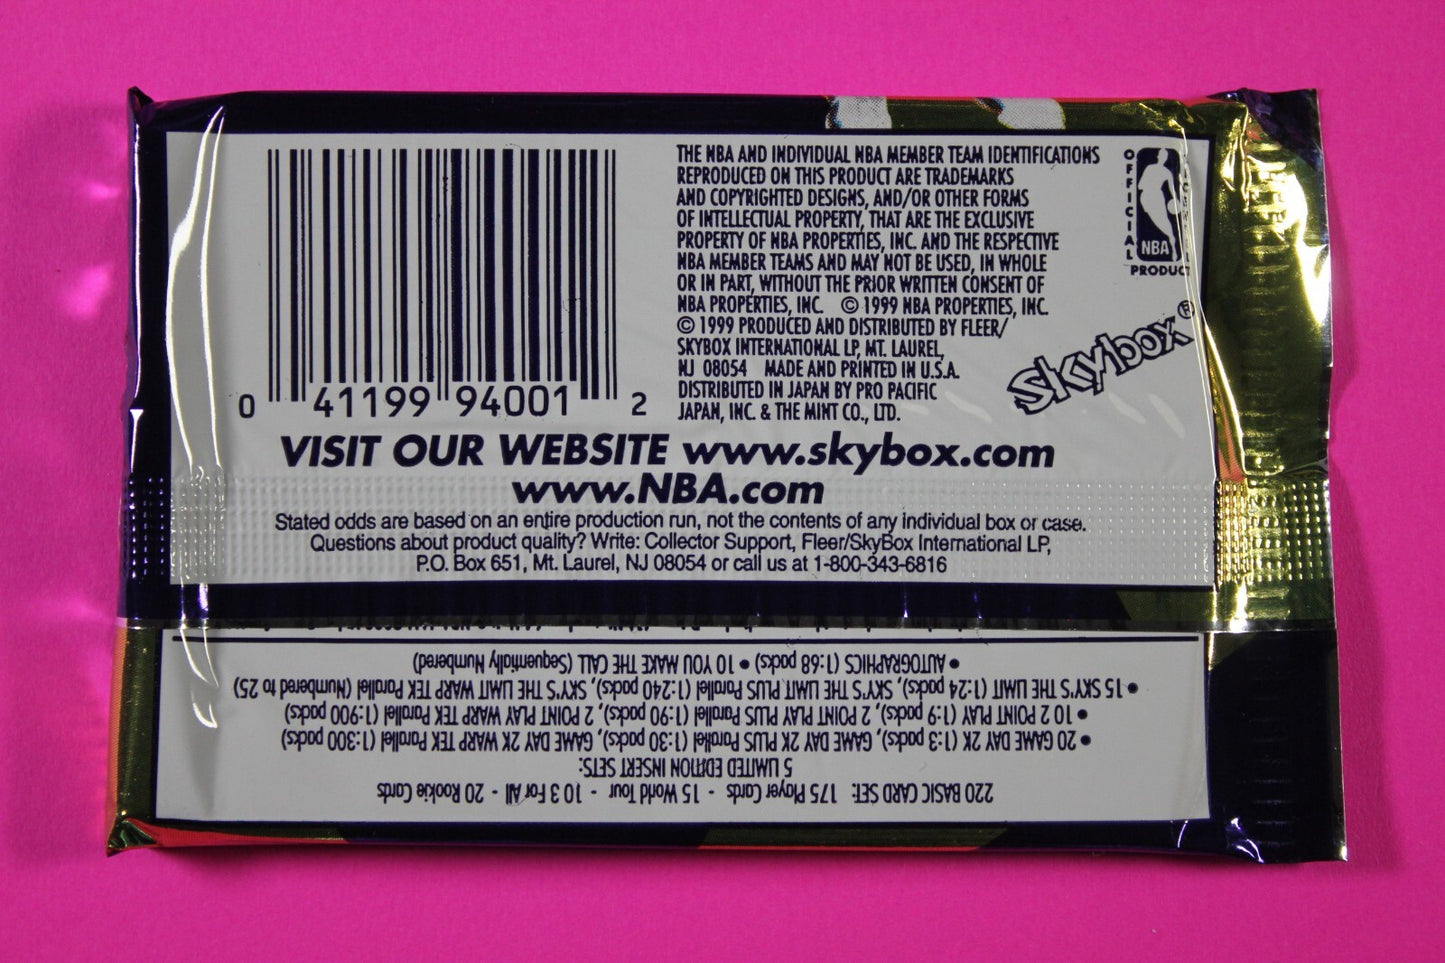 THE NBA AND INDIVIDUAL NBA MEMBER TEAM IDENTIFICATIONS
REPRODUCED ON THIS PRODUCT ARE TRADEMARKS
AND COPYRIGHTED DESIGNS, AND/OR OTHER FORMS
OF INTELLECTUAL PROPERTY, THAT ARE THE EXCLUSIVE
PROPERTY OF NBA PROPERTIES, INC. AND THE RESPECTIVE
NBA MEMBER TEAMS AND MAY NOT BE USED, IN WHOLE
OR IN PART, WITHOUT THE PRIOR WRITTEN CONSENT OF
NBA PROPERTIES, INC. © 1999 NBA PROPERTIES, INC.
© 1999 PRODUCED AND DISTRIBUTED BY FLEER/
SKYBOX INTERNATIONAL LP, MT. LAUREL,
NJ 08054 MADE AND PRINTED IN U.S.A.
DISTRIBUTED IN JAPAN BY PRO PACIFIC
JAPAN, INC. & THE MINT CO., LTD.
OFFICIAL
NBA
PRODUCT
skybox®
0 41199 94001 2
VISIT OUR WEBSITE www.skybox.com
www.NBA.com
Stated odds are based on an entire production run, not the contents of any individual box or case.
Questions about product quality? Write: Collector Support, Fleer/SkyBox International LP,
P.O. Box 651, Mt. Laurel, NJ 08054 or call us at 1-800-343-6816
220 BASIC CARD SET: 175 Player Cards - 15 World Tour - 10 3 For All - 20 Rookie Cards
5 LIMITED EDITION INSERT SETS:
• 20 GAME DAY 2K (1:3 packs), GAME DAY 2K PLUS Parallel (1:30 packs), GAME DAY 2K WARP TEK Parallel (1:300 packs)
• 10 2 POINT PLAY (1:9 packs), 2 POINT PLAY PLUS Parallel (1:90 packs), 2 POINT PLAY WARP TEK Parallel (1:900 packs)
• 15 SKY'S THE LIMIT (1:24 packs), SKY'S THE LIMIT PLUS Parallel (1:240 packs), SKY'S THE LIMIT WARP TEK Parallel (Numbered to 25)
• AUTOGRAPHICS (1:68 packs) • 10 YOU MAKE THE CALL (Sequentially Numbered)